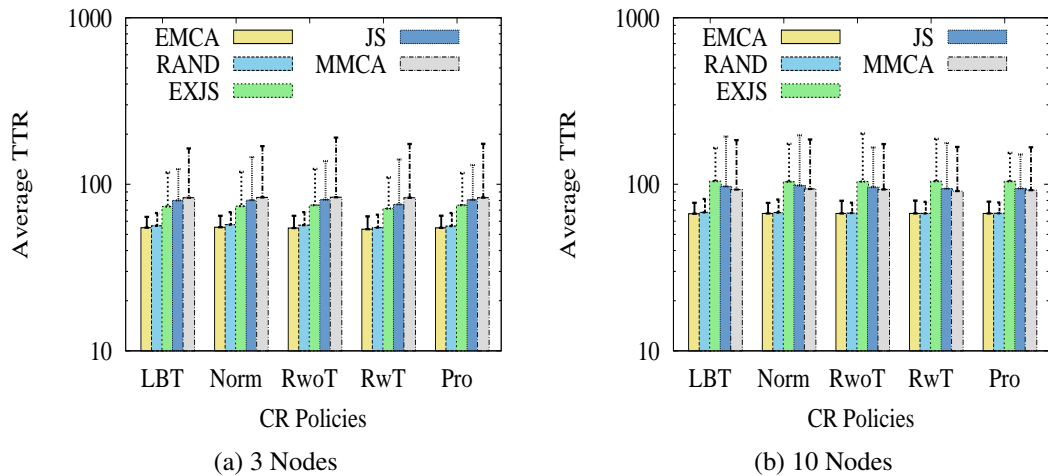 1000
100
10
Average TTR
EMCA
RAND
EXJS
JS
MMCA
LBT Norm RwoT RwT Pro
CR Policies
(a) 3 Nodes
1000
100
10
Average TTR
EMCA
RAND
EXJS
JS
MMCA
LBT Norm RwoT RwT Pro
CR Policies
(b) 10 Nodes